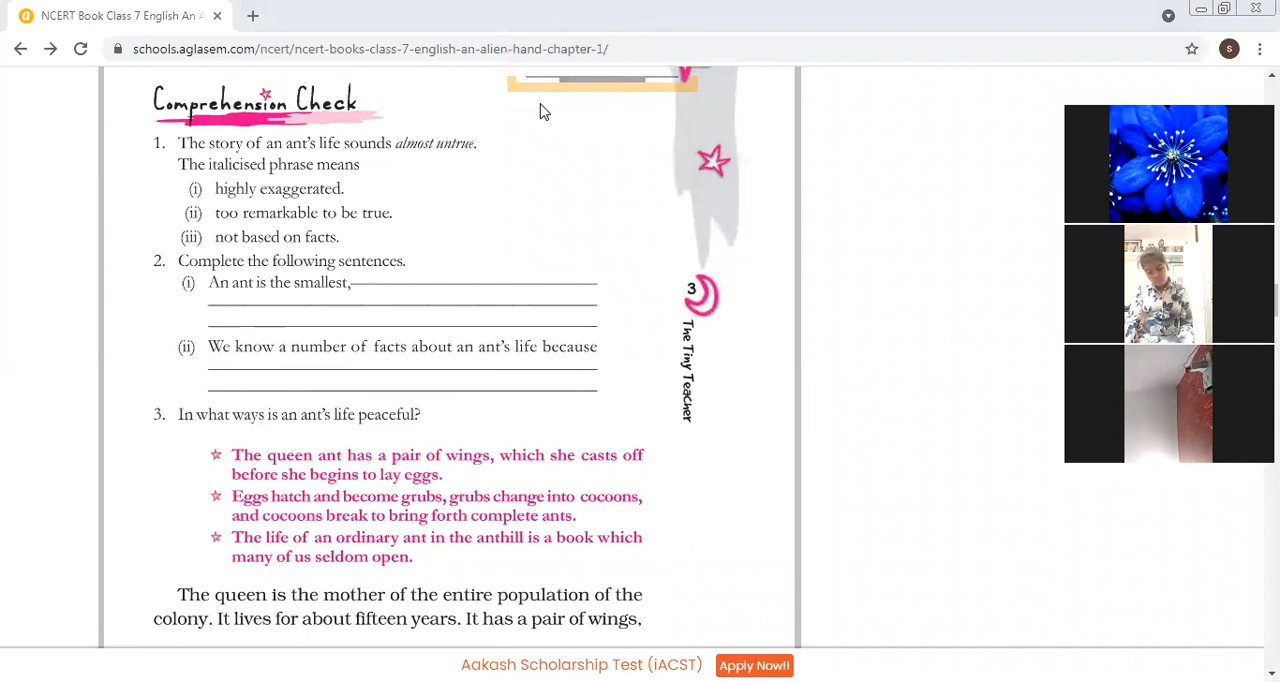 NCERT Book Class 7 English An A
schools.aglasem.com/ncert/ncert-books-class-7-english-an-alien-hand-chapter-1/
S
Comprehension Check
1. The story of an ant's life sounds almost untrue.
The italicised phrase means
(i) highly exaggerated.
(ii) too remarkable to be true.
(iii) not based on facts.
2. Complete the following sentences.
(i) An ant is the smallest,
(ii) We know a number of facts about an ant's life because
3. In what ways is an ant's life peaceful?
The queen ant has a pair of wings, which she casts off
before she begins to lay eggs.
Eggs hatch and become grubs, grubs change into cocoons,
and cocoons break to bring forth complete ants.
The life of an ordinary ant in the anthill is a book which
many of us seldom open.
The queen is the mother of the entire population of the
colony. It lives for about fifteen years. It has a pair of wings,
3
The Tiny Teacher
Aakash Scholarship Test (iACST) Apply Now!!